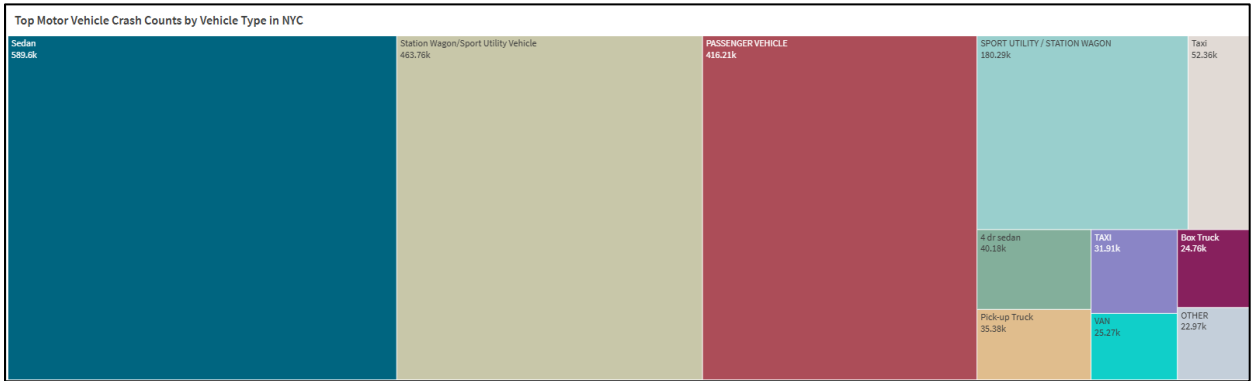 Top Motor Vehicle Crash Counts by Vehicle Type in NYC
Sedan
589.6k
Station Wagon/Sport Utility Vehicle
463.76k
PASSENGER VEHICLE
416.21k
SPORT UTILITY / STATION WAGON
180.29k
Taxi
52.36k
4 dr sedan
40.18k
TAXI
31.91k
Box Truck
24.76k
Pick-up Truck
35.38k
VAN
25.27k
OTHER
22.97k